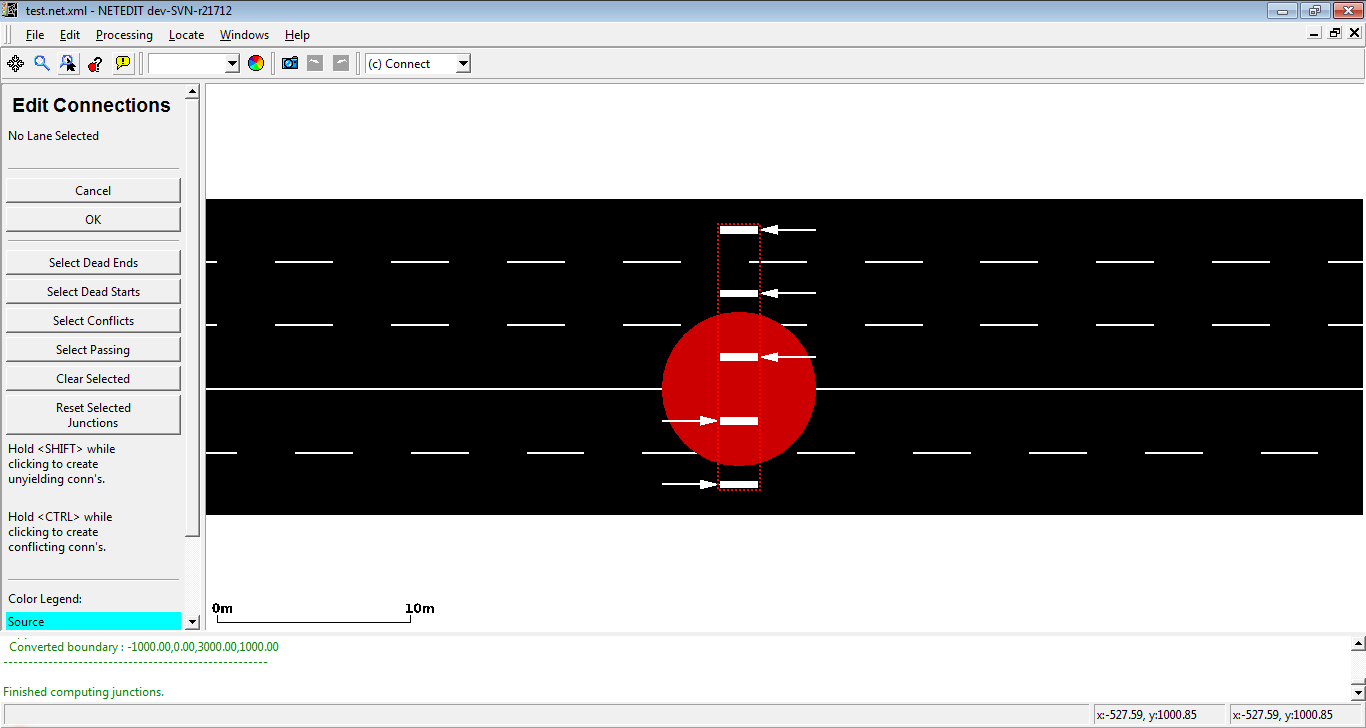 test.net.xml - NETEDIT dev-SVN-r21712
File Edit Processing Locate Windows Help
(c) Connect
Edit Connections
No Lane Selected
Cancel
OK
Select Dead Ends
Select Dead Starts
Select Conflicts
Select Passing
Clear Selected
Reset Selected
Junctions
Hold <SHIFT> while
clicking to create
unyielding conn's.
Hold <CTRL> while
clicking to create
conflicting conn's.
Color Legend:
Source
0m 10m
Converted boundary : -1000.00,0.00,3000.00,1000.00
-----------------------------------------------------
Finished computing junctions.
x:-527.59, y:1000.85 x:-527.59, y:1000.85